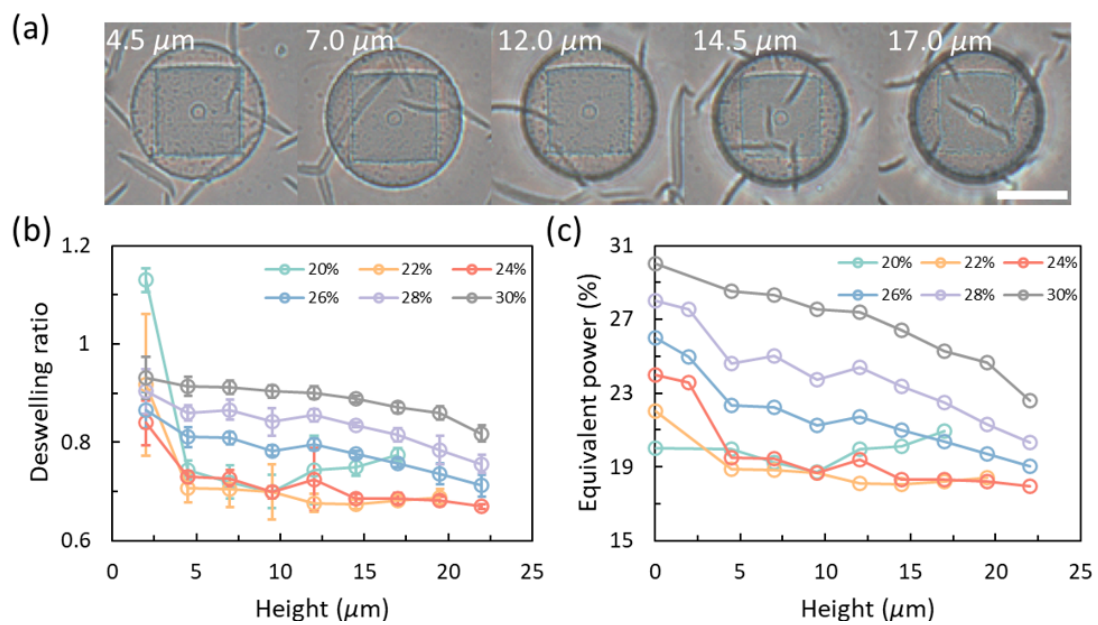 (a)
4.5 μm 7.0 μm 12.0 μm 14.5 μm 17.0 μm
(b)
1.2
1
0.8
0.6
Deswelling ratio
20% 22% 24%
26% 28% 30%
0 5 10 15 20 25
Height (μm)
(c)
31
27
23
19
15
Equivalent power (%)
20% 22% 24%
26% 28% 30%
0 5 10 15 20 25
Height (μm)